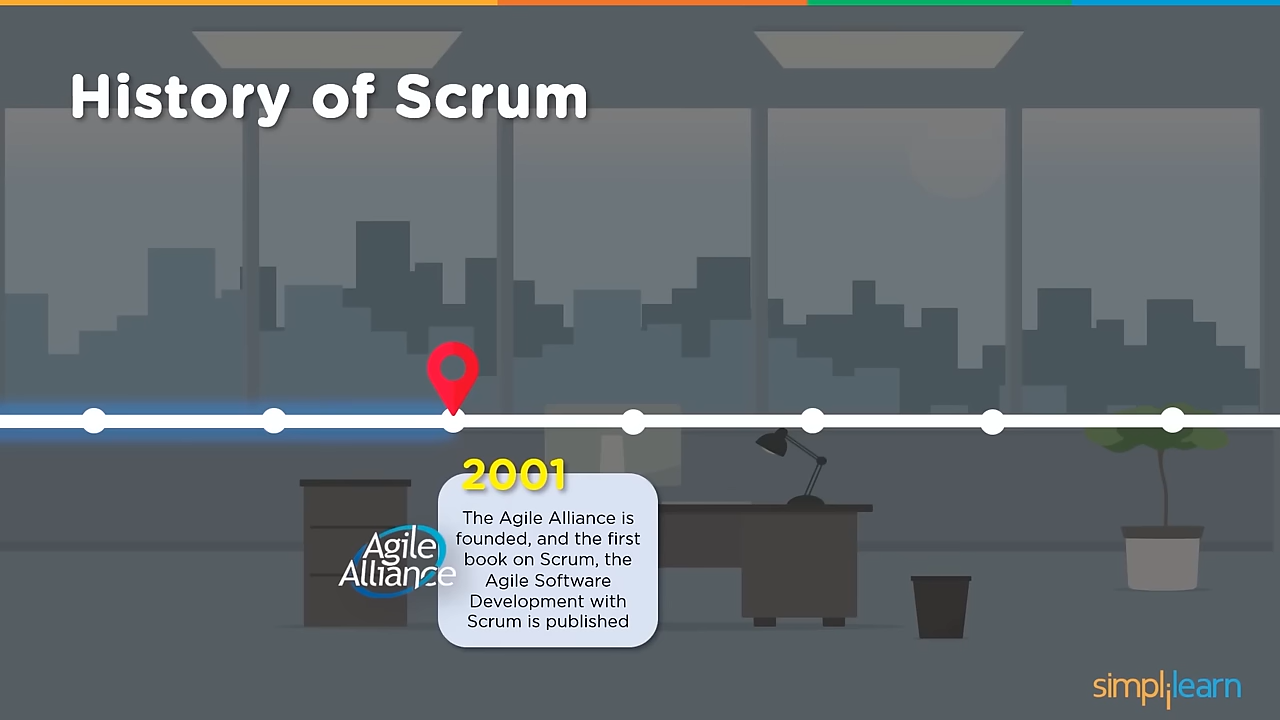 History of Scrum
2001
The Agile Alliance is
founded, and the first
book on Scrum, the
Agile Software
Development with
Scrum is published
Agile
Alliance
simplilearn